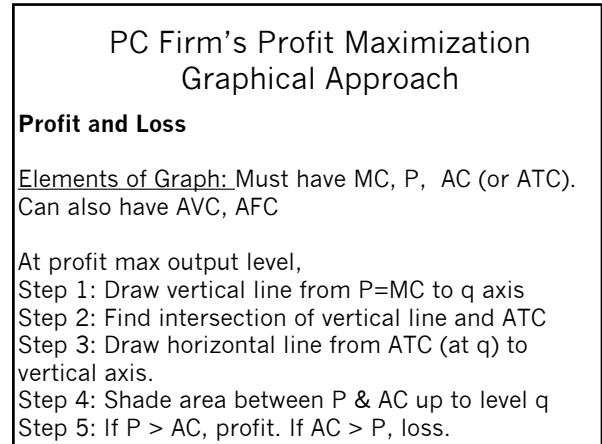 PC Firm's Profit Maximization
Graphical Approach
Profit and Loss
Elements of Graph: Must have MC, P, AC (or ATC).
Can also have AVC, AFC
At profit max output level,
Step 1: Draw vertical line from P=MC to q axis
Step 2: Find intersection of vertical line and ATC
Step 3: Draw horizontal line from ATC (at q) to
vertical axis.
Step 4: Shade area between P & AC up to level q
Step 5: If P > AC, profit. If AC > P, loss.